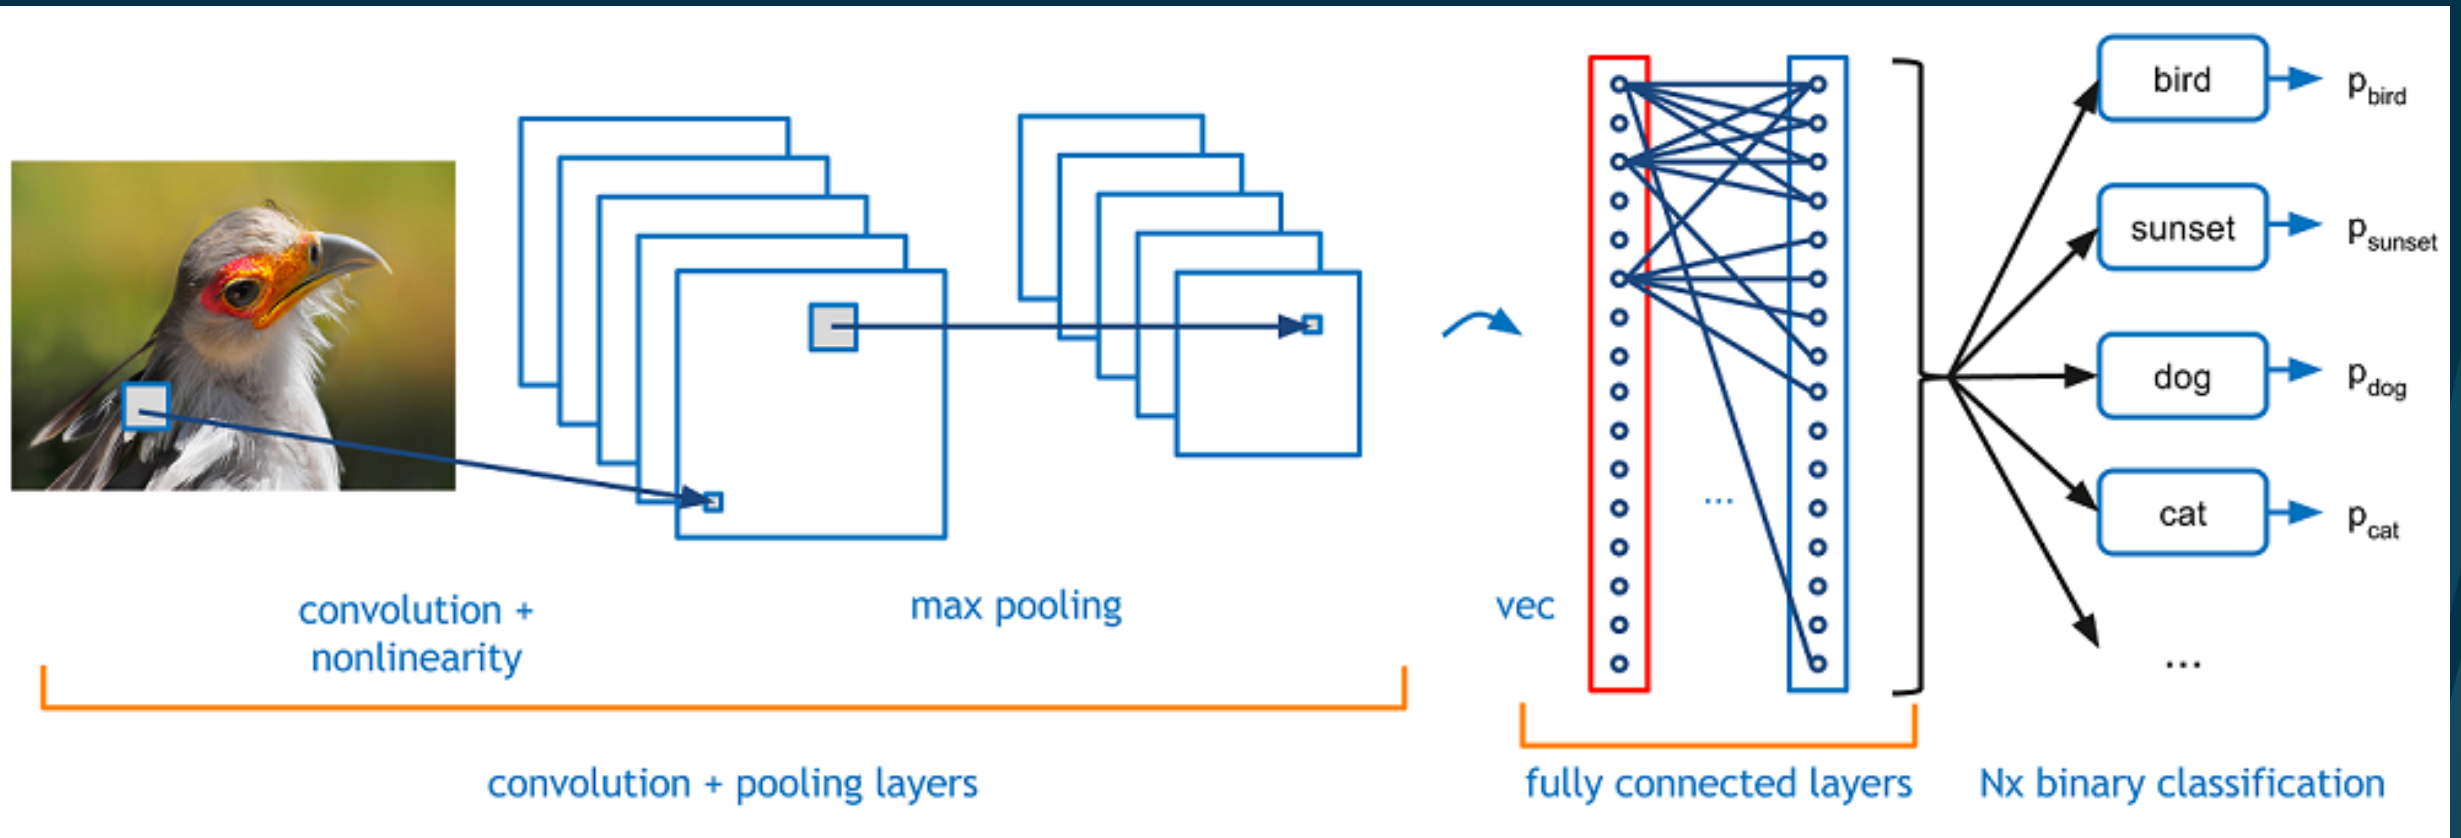 convolution +
nonlinearity
max pooling
convolution + pooling layers
vec
...
fully connected layers
bird
p_bird
sunset
p_sunset
dog
p_dog
cat
p_cat
...
Nx binary classification